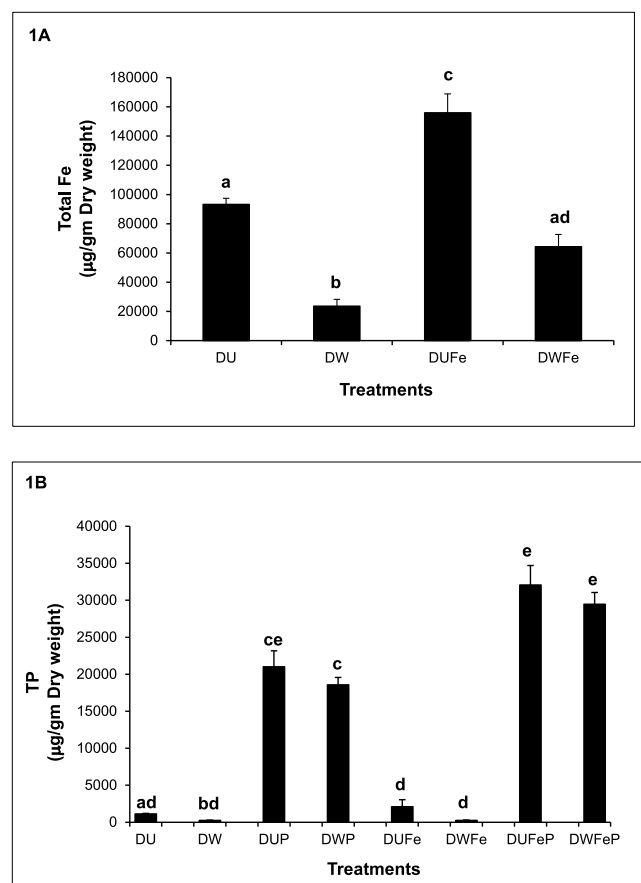 1A
Total Fe
(µg/gm Dry weight)
180000
160000
140000
120000
100000
80000
60000
40000
20000
0
a
b
c
ad
DU DW DUFe DWFe
Treatments
1B
TP
(µg/gm Dry weight)
40000
35000
30000
25000
20000
15000
10000
5000
0
ad
bd
ce
c
d
d
e
e
DU DW DUP DWP DUFe DWFe DUFeP DWFeP
Treatments